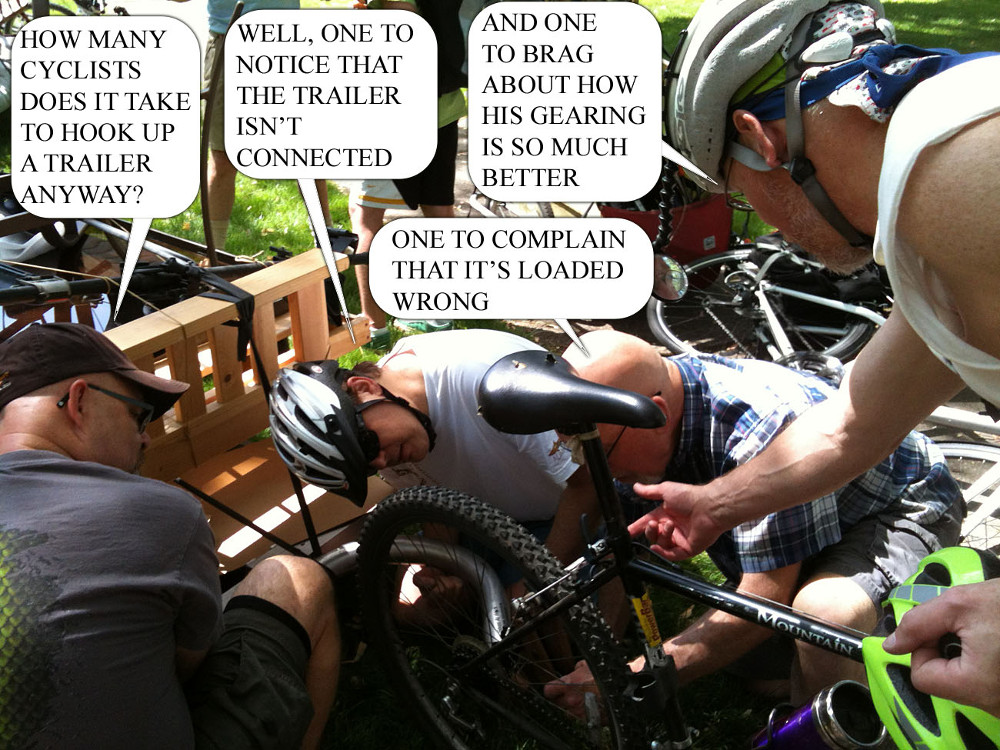 HOW MANY
CYCLISTS
DOES IT TAKE
TO HOOK UP
A TRAILER
ANYWAY?
WELL, ONE TO
NOTICE THAT
THE TRAILER
ISN'T
CONNECTED
AND ONE
TO BRAG
ABOUT HOW
HIS GEARING
IS SO MUCH
BETTER
ONE TO COMPLAIN
THAT IT'S LOADED
WRONG
MOUNTAIN